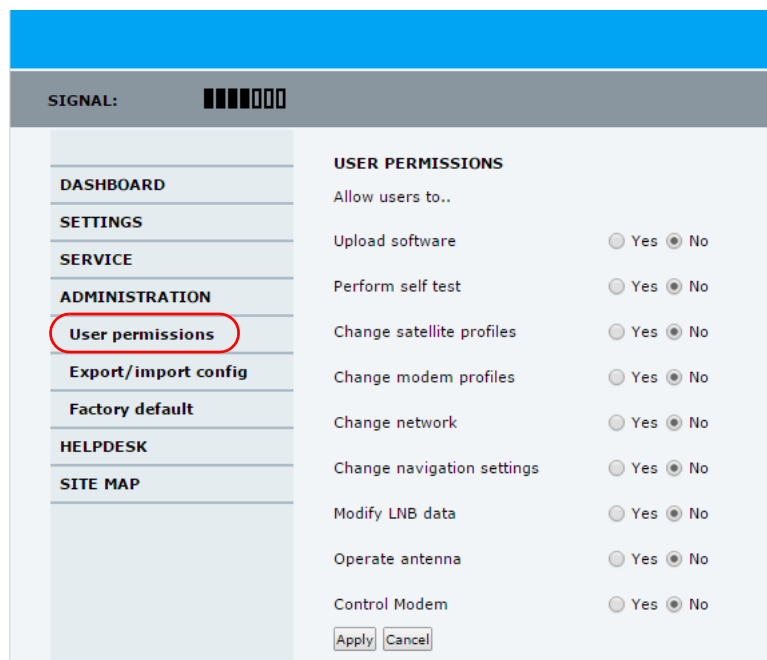 SIGNAL:
DASHBOARD
SETTINGS
SERVICE
ADMINISTRATION
User permissions
Export/import config
Factory default
HELPDESK
SITE MAP
USER PERMISSIONS
Allow users to..
Upload software Yes No
Perform self test Yes No
Change satellite profiles Yes No
Change modem profiles Yes No
Change network Yes No
Change navigation settings Yes No
Modify LNB data Yes No
Operate antenna Yes No
Control Modem Yes No
Apply Cancel